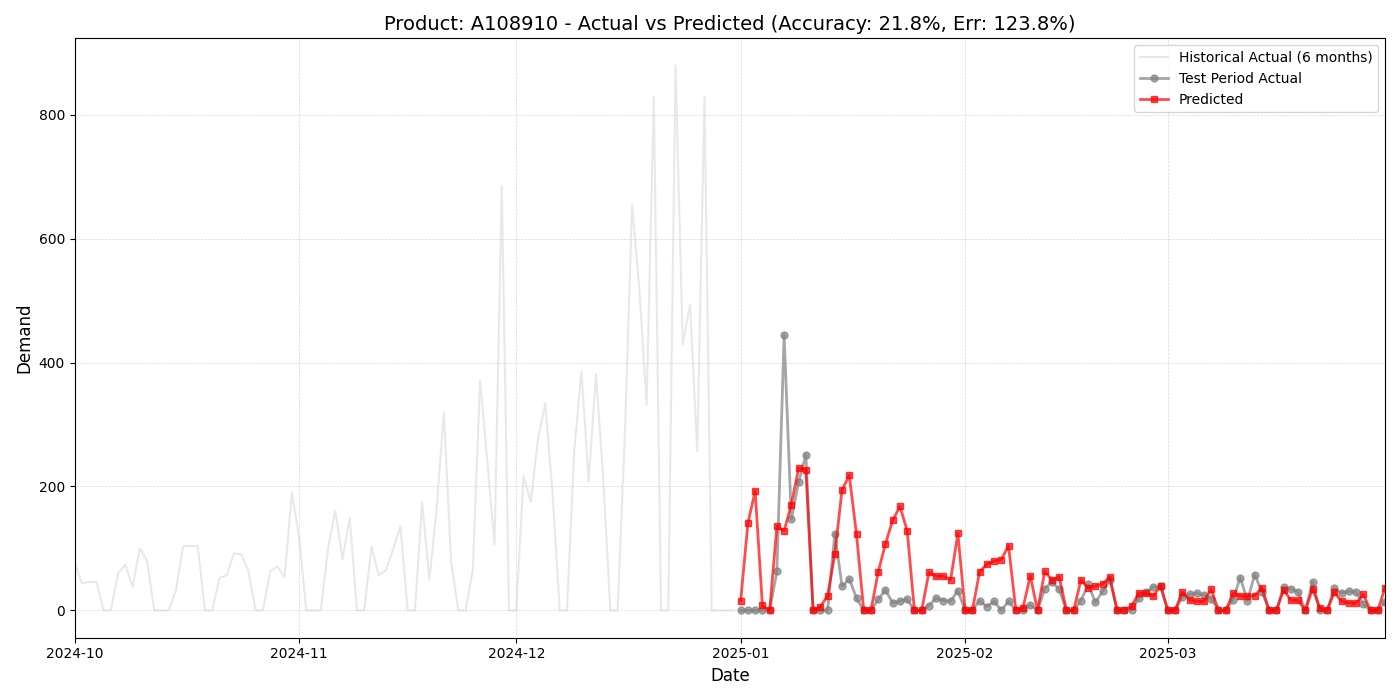 Product: A108910 - Actual vs Predicted (Accuracy: 21.8%, Err: 123.8%)
Historical Actual (6 months)
Test Period Actual
Predicted
Demand
800
600
400
200
0
2024-10
2024-11
2024-12
2025-01
2025-02
2025-03
Date